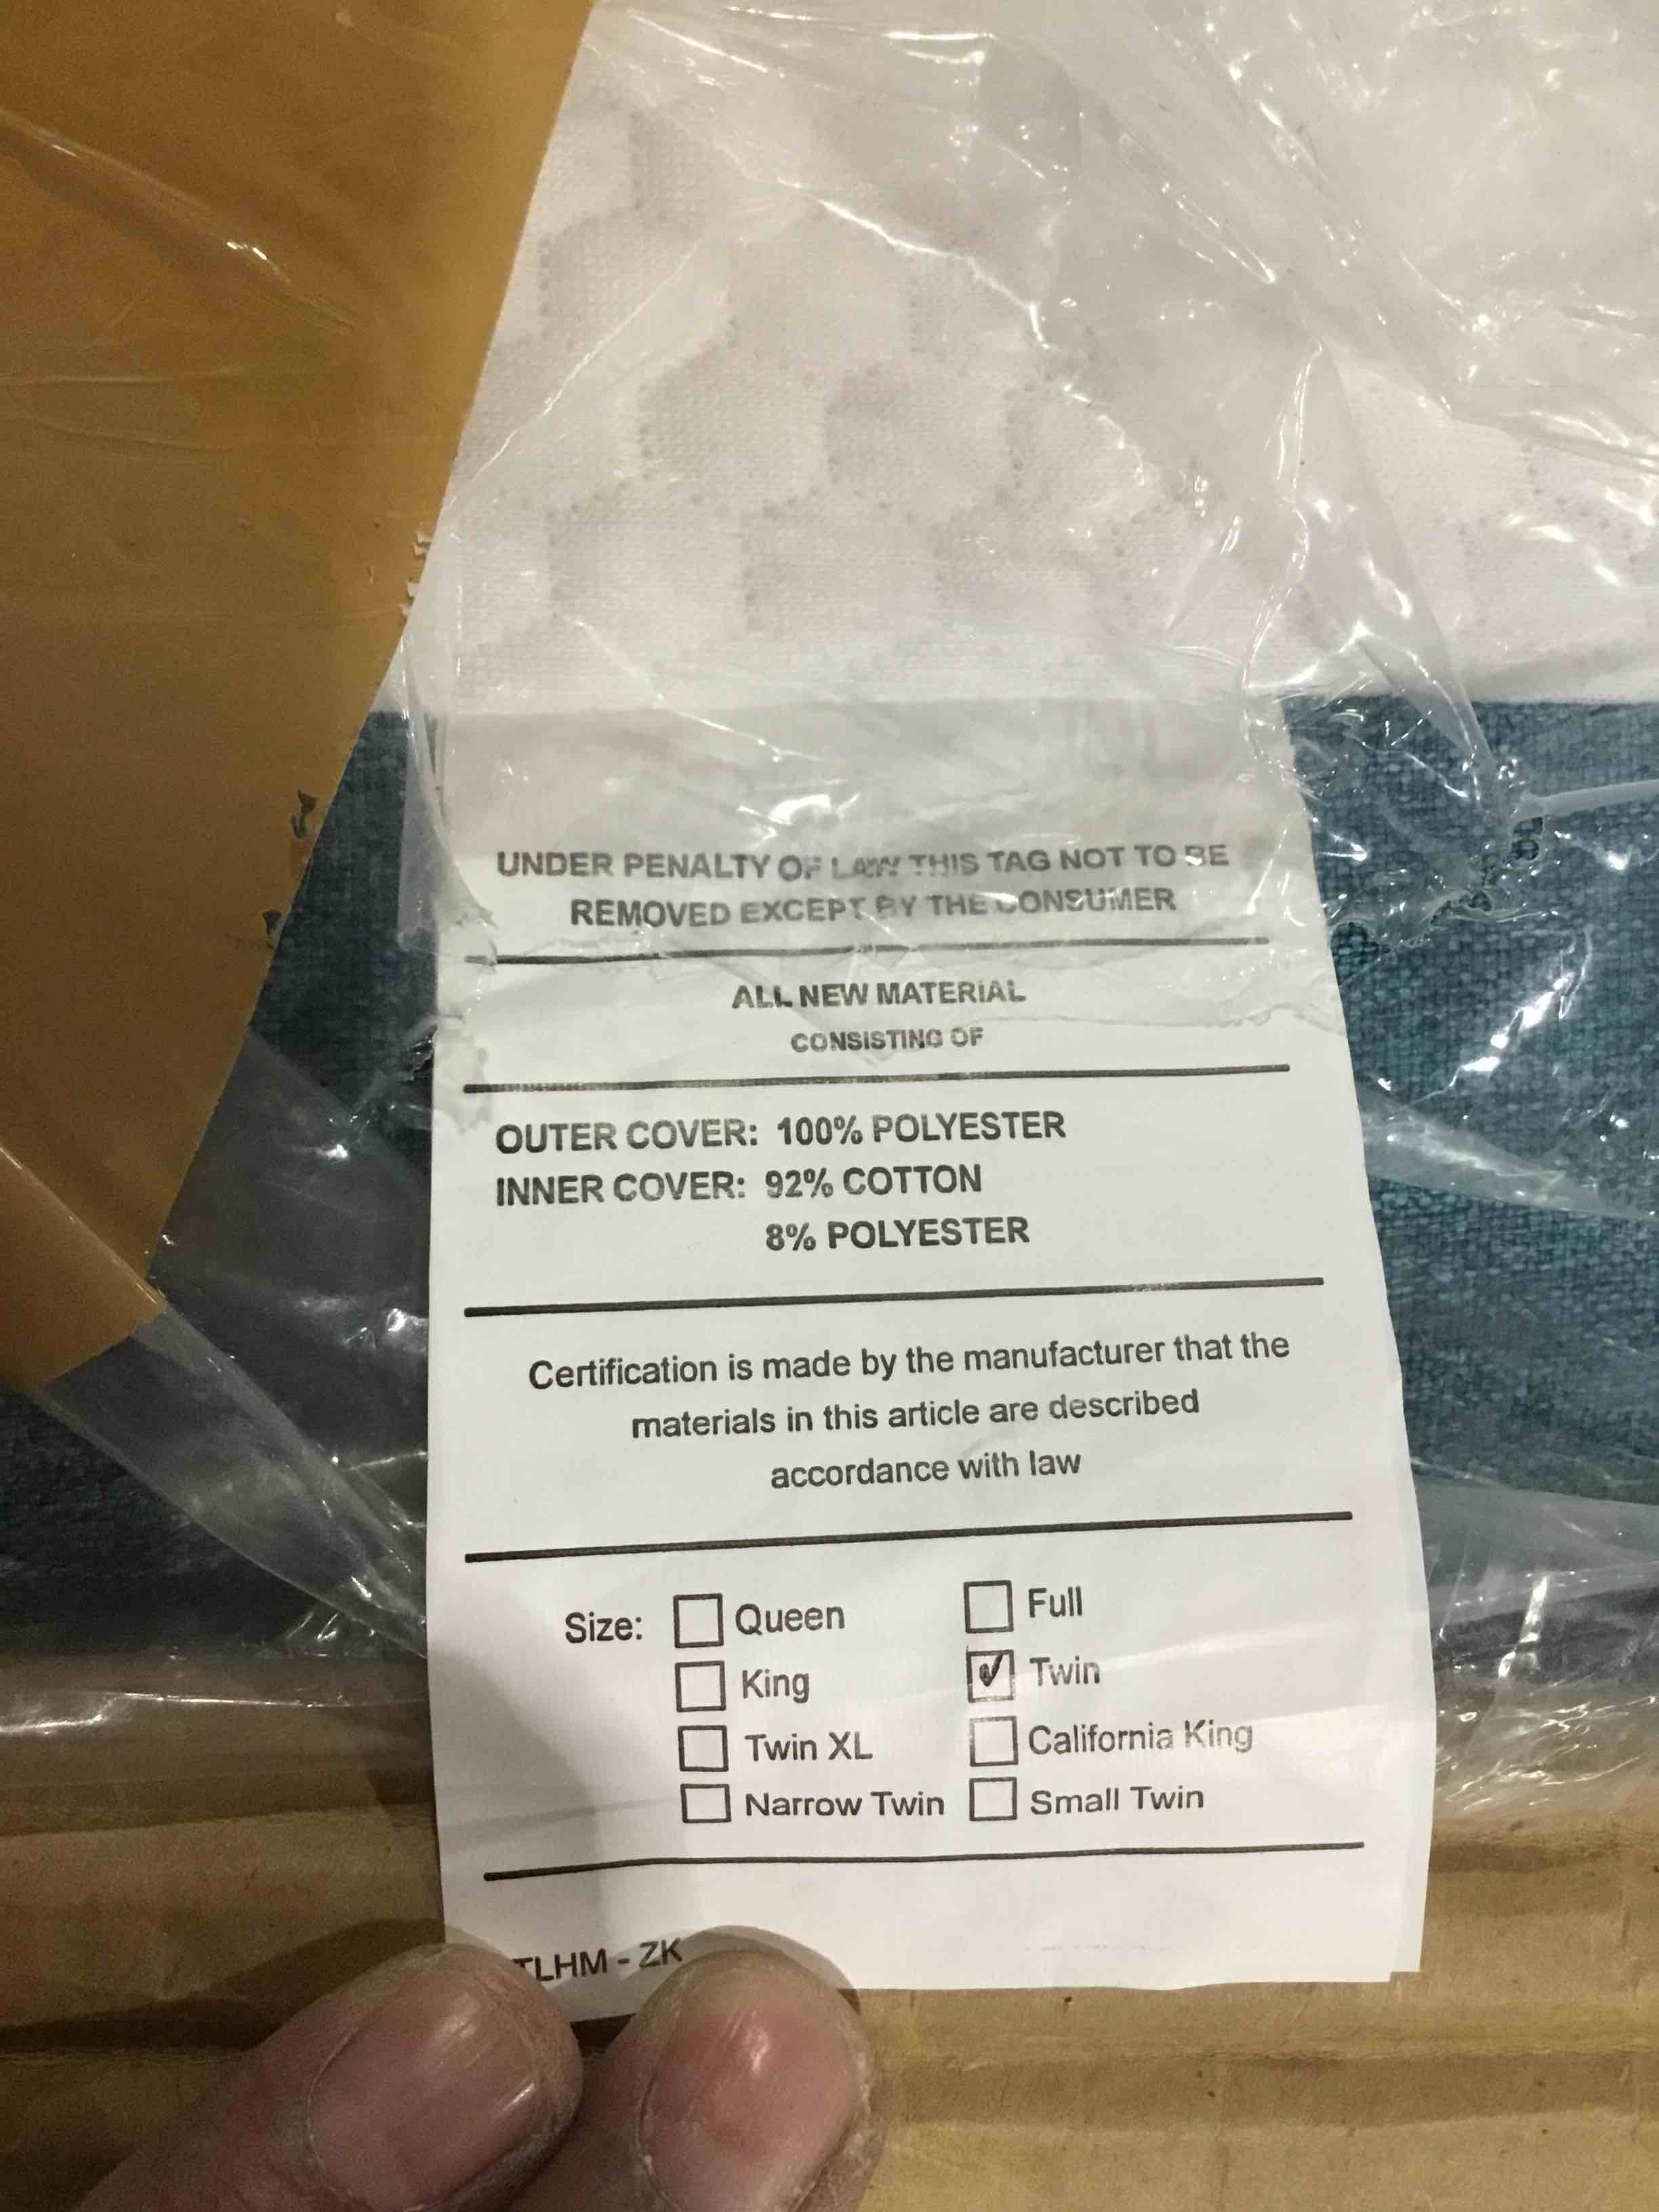 UNDER PENALTY OF LAW THIS TAG NOT TO BE
REMOVED EXCEPT BY THE CONSUMER
ALL NEW MATERIAL
CONSISTING OF
OUTER COVER: 100% POLYESTER
INNER COVER: 92% COTTON
8% POLYESTER
Certification is made by the manufacturer that the
materials in this article are described
accordance with law
Size: Queen Full
King Twin
Twin XL California King
Narrow Twin Small Twin
TLHM - ZK